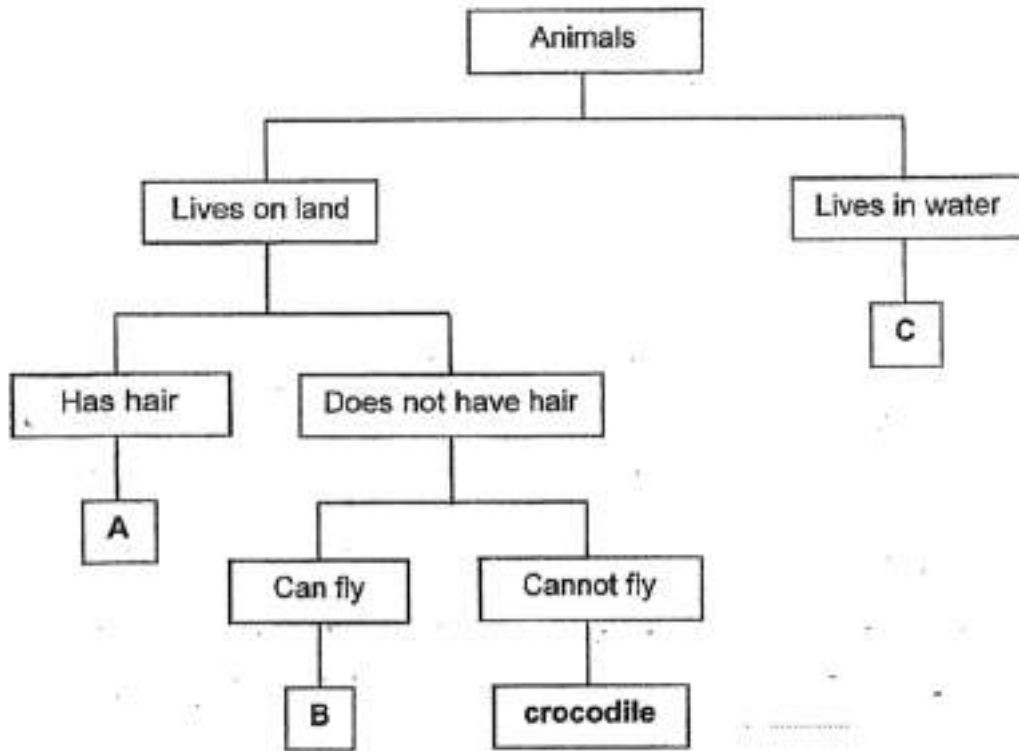 Animals
Lives on land
Lives in water
C
Has hair
Does not have hair
A
Can fly
Cannot fly
B
crocodile